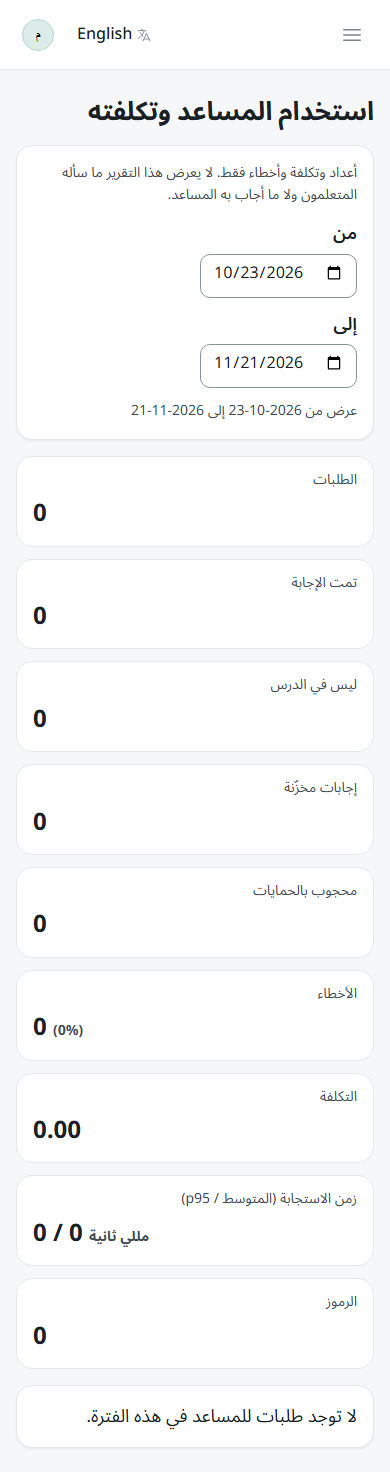 م
English
استخدام المساعد وتكلفته
أعداد وتكلفة وأخطاء فقط. لا يعرض هذا التقرير ما سأله
المتعلمون ولا ما أجاب به المساعد.
من
10/23/2026
إلى
11/21/2026
عرض من 2026-10-23 إلى 2026-11-21
الطلبات
0
تمت الإجابة
0
ليس في الدرس
0
إجابات مخزّنة
0
محجوب بالحمايات
0
الأخطاء
0 (0%)
التكلفة
0.00
زمن الاستجابة (المتوسط / p95)
0 / 0 مللي ثانية
الرموز
0
لا توجد طلبات للمساعد في هذه الفترة.